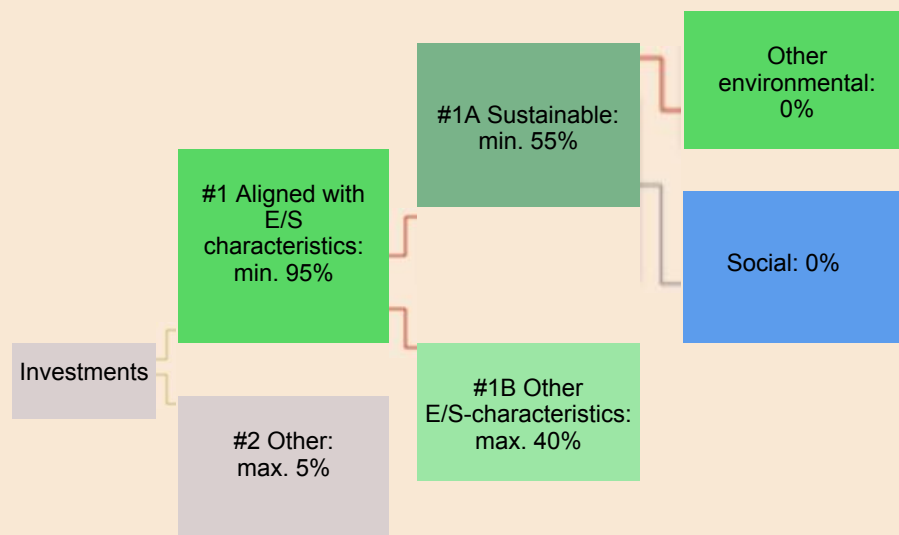 Investments
#1 Aligned with
E/S
characteristics:
min. 95%
#2 Other:
max. 5%
#1A Sustainable:
min. 55%
#1B Other
E/S-characteristics:
max. 40%
Other
environmental:
0%
Social: 0%